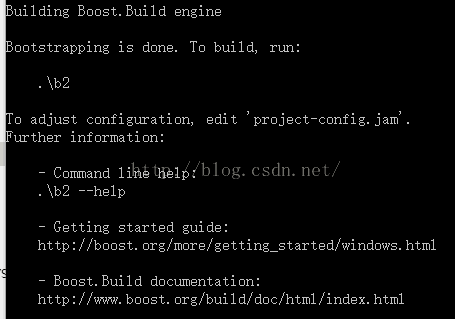 Building Boost.Build engine
Bootstrapping is done. To build, run:
.\b2
To adjust configuration, edit 'project-config.jam'.
Further information:
- Command line help:
http://blog.csdn.net/
.\b2 --help
- Getting started guide:
http://boost.org/more/getting_started/windows.html
- Boost.Build documentation:
http://www.boost.org/build/doc/html/index.html